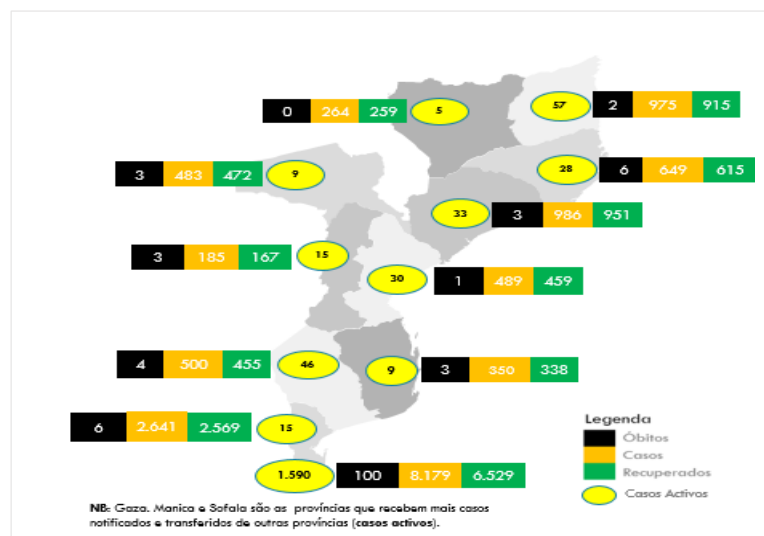 57 2 975 915
0 264 259 5
28 6 649 615
3 483 472 9
33 3 986 951
3 185 167 15
30 1 489 459
4 500 455 46
9 3 350 338
6 2.641 2.569 15
1.590 100 8.179 6.529
Legenda
Óbitos
Casos
Recuperados
Casos Activos
NB: Gaza, Manica e Sofala são as províncias que recebem mais casos
notificados e transferidos de outras províncias (casos activos).